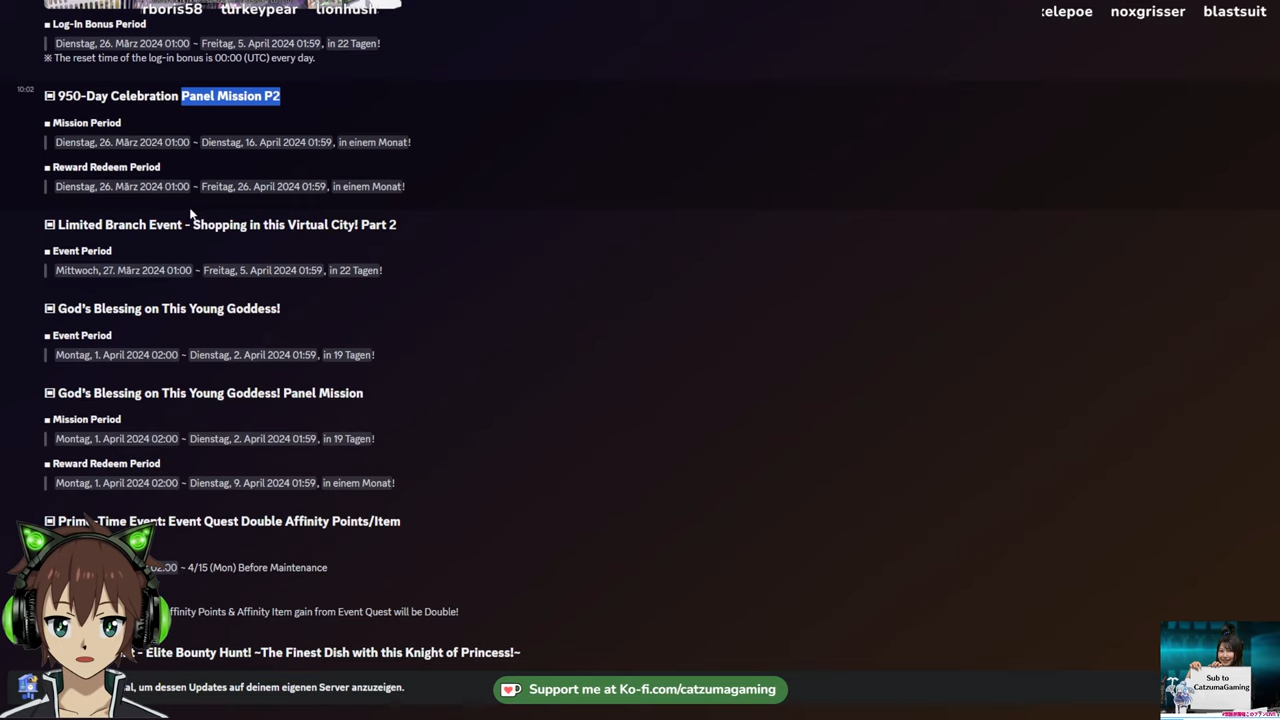 rboris58 turkeypear lionhush
xelepoe noxgrisser blastsuit
■ Log-In Bonus Period
Dienstag, 26. März 2024 01:00 ~ Freitag, 5. April 2024 01:59, in 22 Tagen!
※ The reset time of the log-in bonus is 00:00 (UTC) every day.
10:02
950-Day Celebration Panel Mission P2
■ Mission Period
Dienstag, 26. März 2024 01:00 ~ Dienstag, 16. April 2024 01:59, in einem Monat!
■ Reward Redeem Period
Dienstag, 26. März 2024 01:00 ~ Freitag, 26. April 2024 01:59, in einem Monat!
Limited Branch Event - Shopping in this Virtual City! Part 2
■ Event Period
Mittwoch, 27. März 2024 01:00 ~ Freitag, 5. April 2024 01:59, in 22 Tagen!
God's Blessing on This Young Goddess!
■ Event Period
Montag, 1. April 2024 02:00 ~ Dienstag, 2. April 2024 01:59, in 19 Tagen!
God's Blessing on This Young Goddess! Panel Mission
■ Mission Period
Montag, 1. April 2024 02:00 ~ Dienstag, 2. April 2024 01:59, in 19 Tagen!
■ Reward Redeem Period
Montag, 1. April 2024 02:00 ~ Dienstag, 9. April 2024 01:59, in einem Monat!
Prime-Time Event: Event Quest Double Affinity Points/Item
02:00 ~ 4/15 (Mon) Before Maintenance
ffinity Points & Affinity Item gain from Event Quest will be Double!
- Elite Bounty Hunt! ~The Finest Dish with this Knight of Princess!~
al, um dessen Updates auf deinem eigenen Server anzuzeigen.
Support me at Ko-fi.com/catzumagaming
Sub to
CatzumaGaming